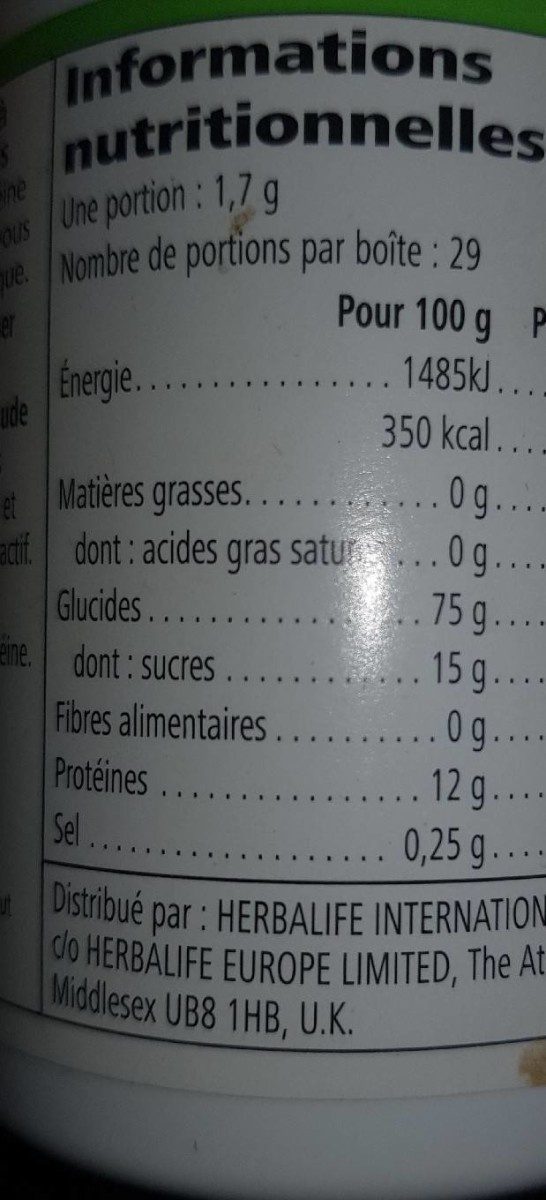 Informations
nutritionnelles
Une portion : 1,7 g
Nombre de portions par boîte : 29
Pour 100 g P
Énergie................ 1485kJ....
350 kcal....
Matières grasses............. 0 g....
dont : acides gras satur ... 0 g....
Glucides................ 75 g....
dont : sucres............ 15 g....
Fibres alimentaires.......... 0 g....
Protéines................ 12 g....
Sel................... 0,25 g....
Distribué par : HERBALIFE INTERNATION
c/o HERBALIFE EUROPE LIMITED, The At
Middlesex UB8 1HB, U.K.
ous
que.
er
ude
et
actif.
éine.
ut